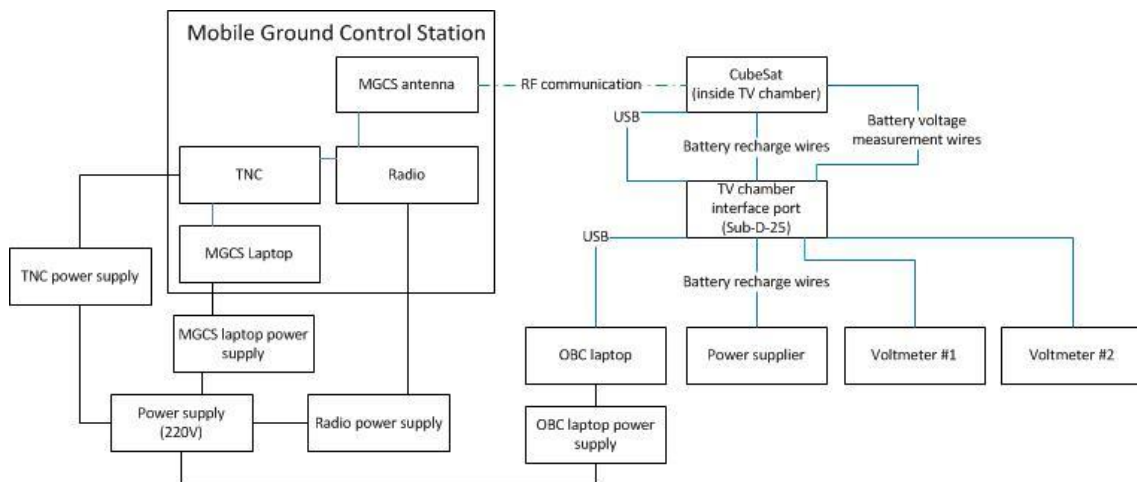 Mobile Ground Control Station
MGCS antenna
RF communication
CubeSat
(inside TV chamber)
USB
Battery voltage
measurement wires
Battery recharge wires
TNC
Radio
TV chamber
interface port
(Sub-D-25)
USB
MGCS Laptop
TNC power supply
Battery recharge wires
MGCS laptop power
supply
OBC laptop
Power supplier
Voltmeter #1
Voltmeter #2
Power supply
(220V)
Radio power supply
OBC laptop power
supply